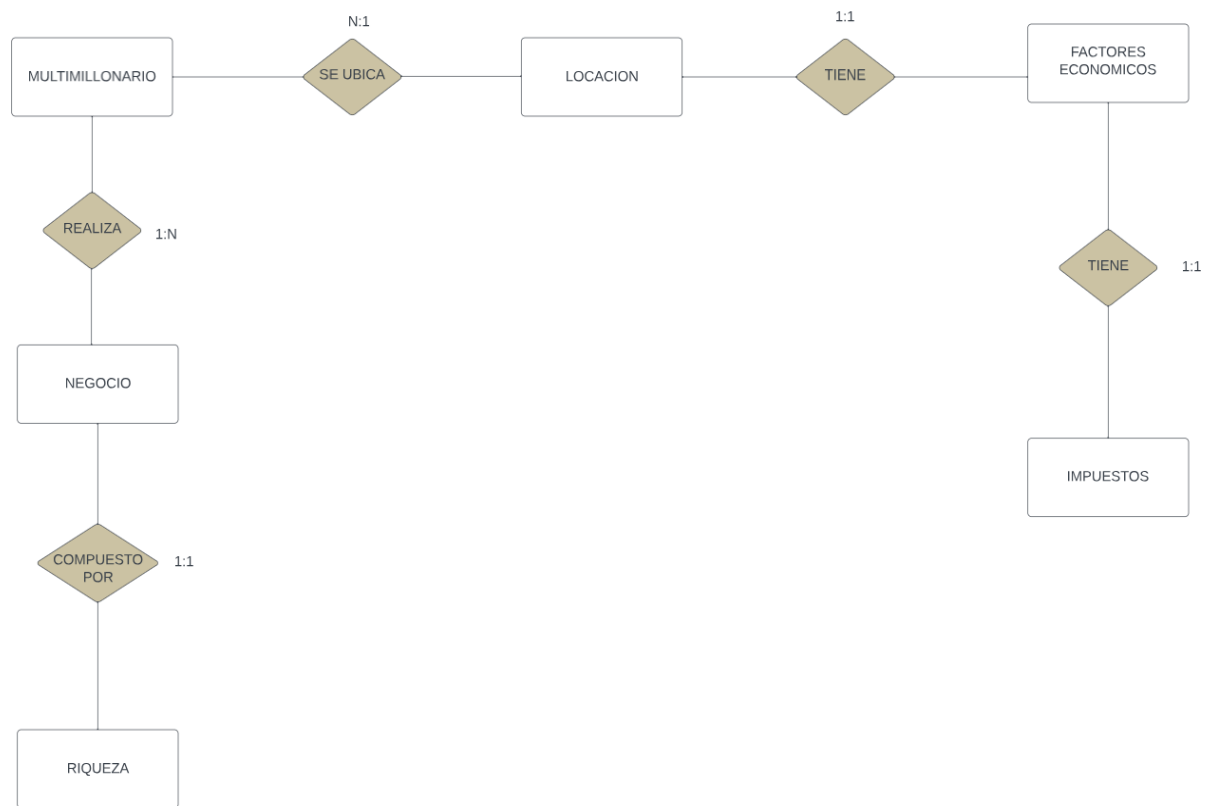 N:1
1:1
MULTIMILLONARIO
SE UBICA
LOCACION
TIENE
FACTORES
ECONOMICOS
REALIZA
1:N
TIENE
1:1
NEGOCIO
IMPUESTOS
COMPUESTO
POR
1:1
RIQUEZA